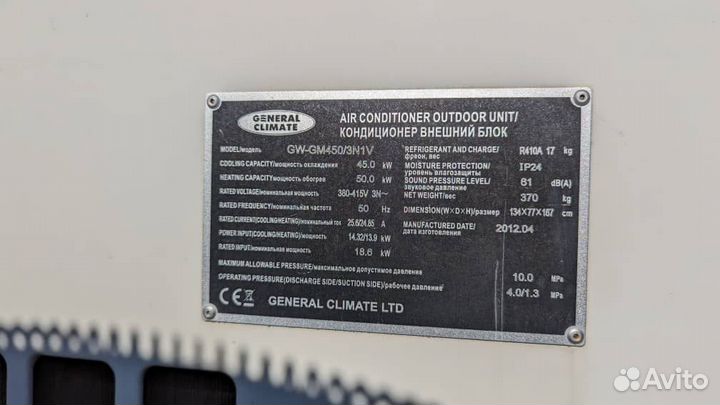 GENERAL
CLIMATE
AIR CONDITIONER OUTDOOR UNIT/
КОНДИЦИОНЕР ВНЕШНИЙ БЛОК
MODEL/модель GW-GM450/3N1V
COOLING CAPACITY/мощность охлаждения 45.0 kW
HEATING CAPACITY/мощность обогрев 50.0 kW
RATED VOLTAGE/номинальное напряжение 380-415V 3N~
RATED FREQUENCY/номинальная частота 50 Hz
RATED CURRENT(COOLING/HEATING)/номинальный ток 25.6/24.85 A
POWER INPUT(COOLING/HEATING)/мощность 14.32/13.9 kW
RATED INPUT/номинальная мощность 18.6 kW
REFRIGERANT AND CHARGE/
фреон, вес R410A 17 kg
MOISTURE PROTECTION/
уровень влагозащиты IP24
SOUND PRESSURE LEVEL/
звуковое давление 61 dB(A)
NET WEIGHT/вес 370 kg
DIMENSION(W×D×H)/размер 134×77×167 cm
MANUFACTURED DATE/
дата изготовления 2012.04
MAXIMUM ALLOWABLE PRESSURE/максимальное допустимое давление 10.0 MPa
OPERATING PRESSURE(DISCHARGE SIDE/SUCTION SIDE)/рабочее давление 4.0/1.3 MPa
CE GENERAL CLIMATE LTD
Avito